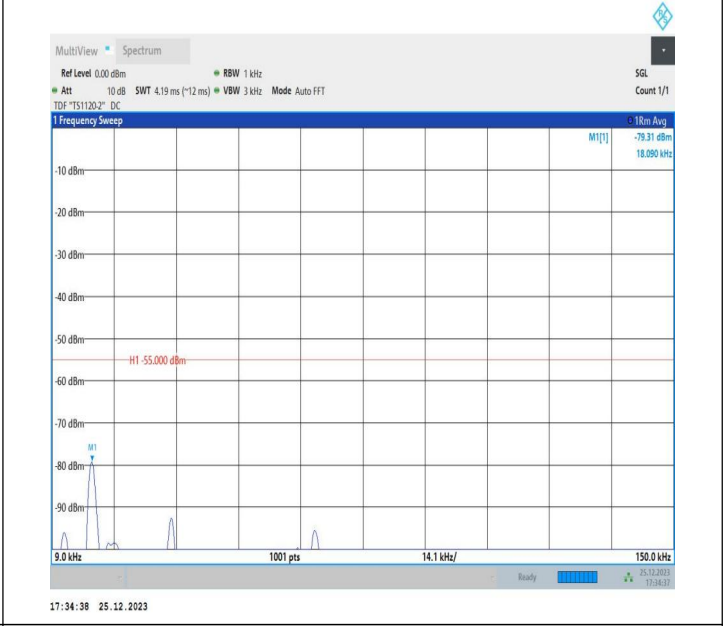 R S
MultiView Spectrum
Ref Level 0.00 dBm RBW 1 kHz SGL
Att 10 dB SWT 4.19 ms (~12 ms) VBW 3 kHz Mode Auto FFT Count 1/1
TDF "TS1120-2" DC
1 Frequency Sweep 1Rm Avg
M1[1] -79.31 dBm
18.090 kHz
-10 dBm
-20 dBm
-30 dBm
-40 dBm
-50 dBm
H1 -55.000 dBm
-60 dBm
-70 dBm
M1
-80 dBm
-90 dBm
9.0 kHz 1001 pts 14.1 kHz/ 150.0 kHz
Ready 25.12.2023
17:34:37
17:34:38 25.12.2023